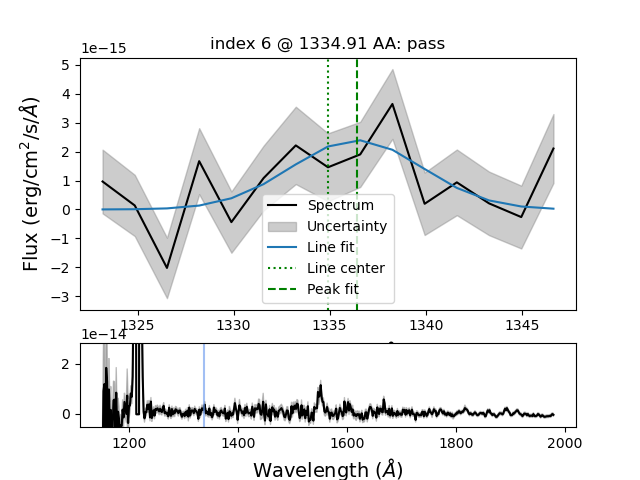 index 6 @ 1334.91 AA: pass
1e−15
Flux (erg/cm²/s/Å)
5
4
3
2
1
0
−1
−2
−3
Spectrum
Uncertainty
Line fit
Line center
Peak fit
1325 1330 1335 1340 1345
1e−14
2
0
1200 1400 1600 1800 2000
Wavelength (Å)